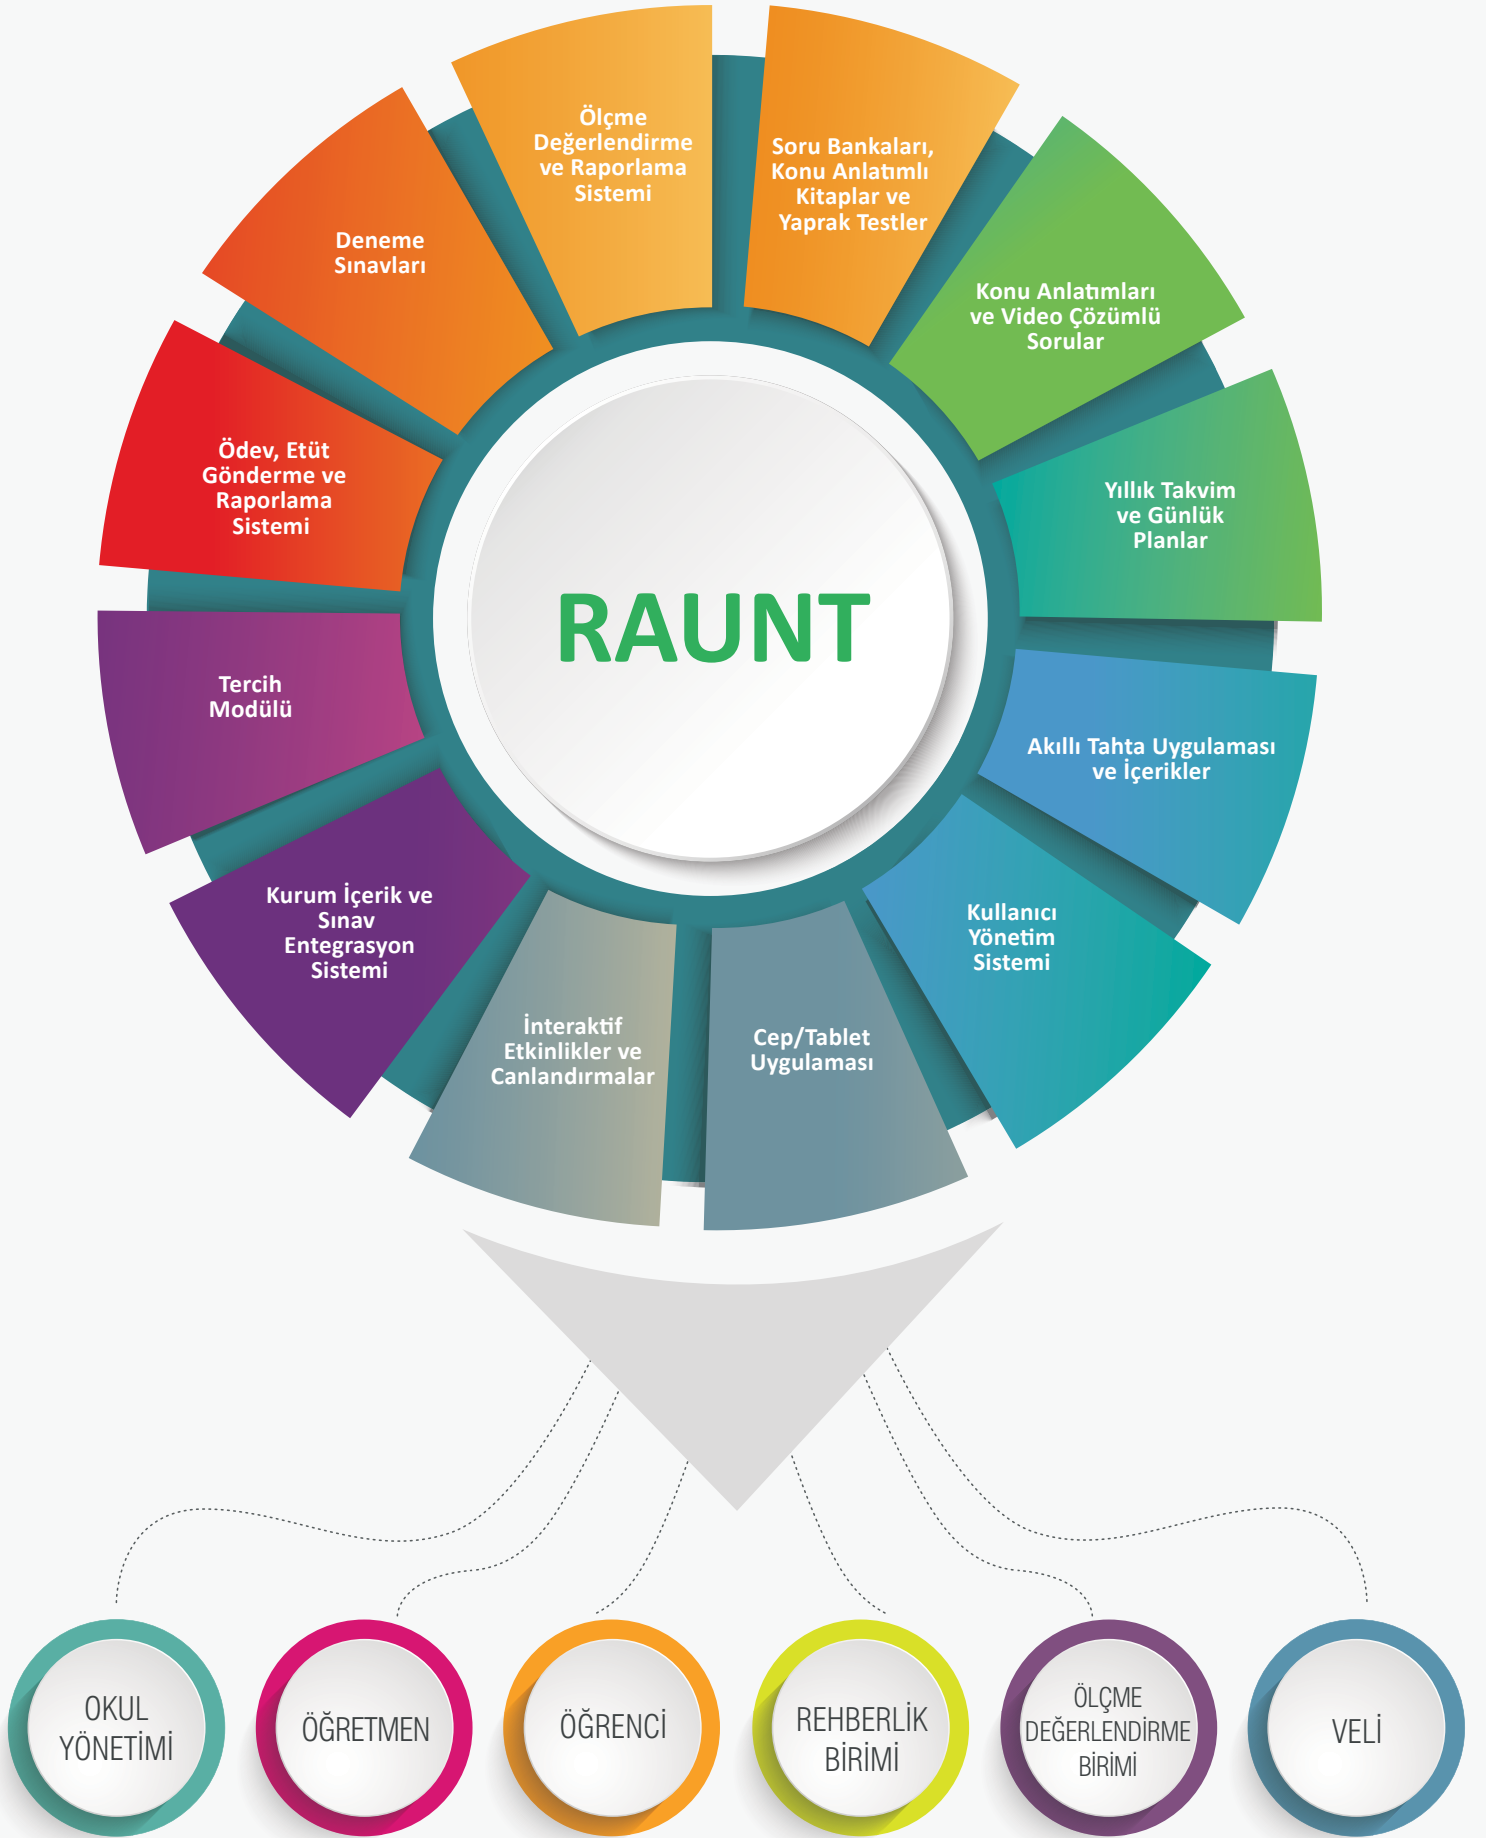 Ölçme
Değerlendirme
ve Raporlama
Sistemi
Soru Bankaları,
Konu Anlatımlı
Kitaplar ve
Yaprak Testler
Konu Anlatımları
ve Video Çözümlü
Sorular
Yıllık Takvim
ve Günlük
Planlar
Akıllı Tahta Uygulaması
ve İçerikler
Kullanıcı
Yönetim
Sistemi
Cep/Tablet
Uygulaması
İnteraktif
Etkinlikler ve
Canlandırmalar
Kurum İçerik ve
Sınav
Entegrasyon
Sistemi
Tercih
Modülü
Ödev, Etüt
Gönderme ve
Raporlama
Sistemi
Deneme
Sınavları
RAUNT
OKUL
YÖNETİMİ
ÖĞRETMEN
ÖĞRENCİ
REHBERLİK
BİRİMİ
ÖLÇME
DEĞERLENDİRME
BİRİMİ
VELİ